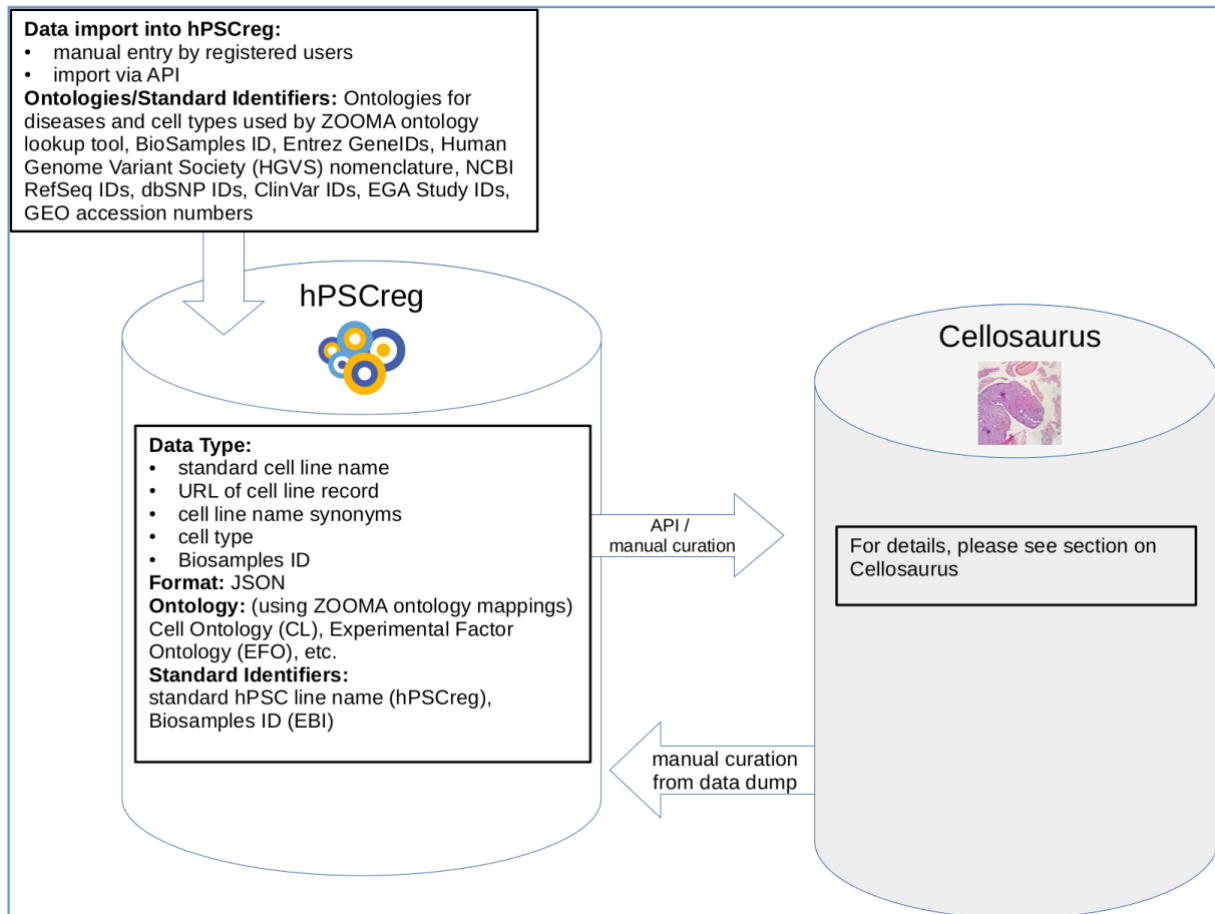 Data import into hPSCreg:
• manual entry by registered users
• import via API
Ontologies/Standard Identifiers: Ontologies for
diseases and cell types used by ZOOMA ontology
lookup tool, BioSamples ID, Entrez GeneIDs, Human
Genome Variant Society (HGVS) nomenclature, NCBI
RefSeq IDs, dbSNP IDs, ClinVar IDs, EGA Study IDs,
GEO accession numbers
hPSCreg
Data Type:
• standard cell line name
• URL of cell line record
• cell line name synonyms
• cell type
• Biosamples ID
Format: JSON
Ontology: (using ZOOMA ontology mappings)
Cell Ontology (CL), Experimental Factor
Ontology (EFO), etc.
Standard Identifiers:
standard hPSC line name (hPSCreg),
Biosamples ID (EBI)
API /
manual curation
manual curation
from data dump
Cellosaurus
For details, please see section on
Cellosaurus